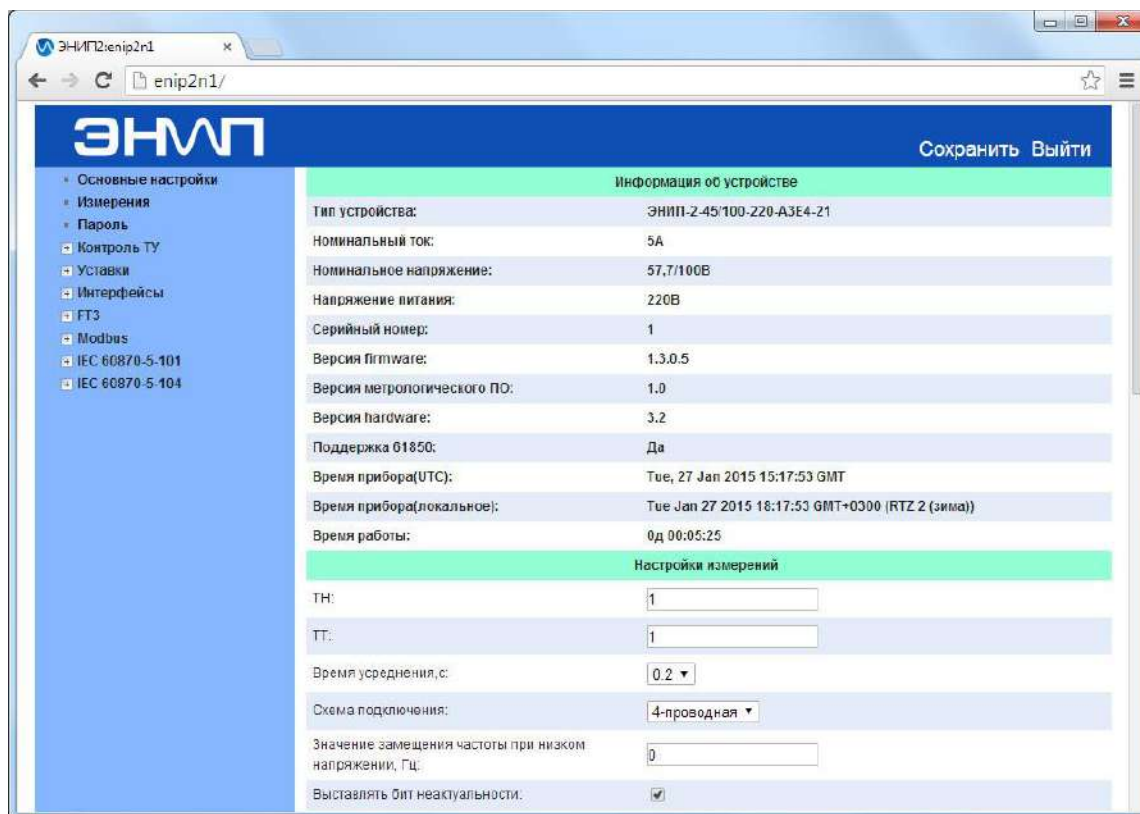 ЭНИП2:enip2n1
enip2n1/
ЭНИП
Сохранить Выйти
Основные настройки
Измерения
Пароль
Контроль ТУ
Уставки
Интерфейсы
FT3
Modbus
IEC 60870-5-101
IEC 60870-5-104
Информация об устройстве
Тип устройства: ЭНИП-2-45/100-220-A3E4-21
Номинальный ток: 5А
Номинальное напряжение: 57,7/100В
Напряжение питания: 220В
Серийный номер: 1
Версия firmware: 1.3.0.5
Версия метрологического ПО: 1.0
Версия hardware: 3.2
Поддержка 61850: Да
Время прибора(UTC): Tue, 27 Jan 2015 15:17:53 GMT
Время прибора(локальное): Tue Jan 27 2015 18:17:53 GMT+0300 (RTZ 2 (зима))
Время работы: 0д 00:05:25
Настройки измерений
ТН: 1
ТТ: 1
Время усреднения,с: 0.2
Схема подключения: 4-проводная
Значение замещения частоты при низком
напряжении, Гц: 0
Выставлять бит неактуальности: